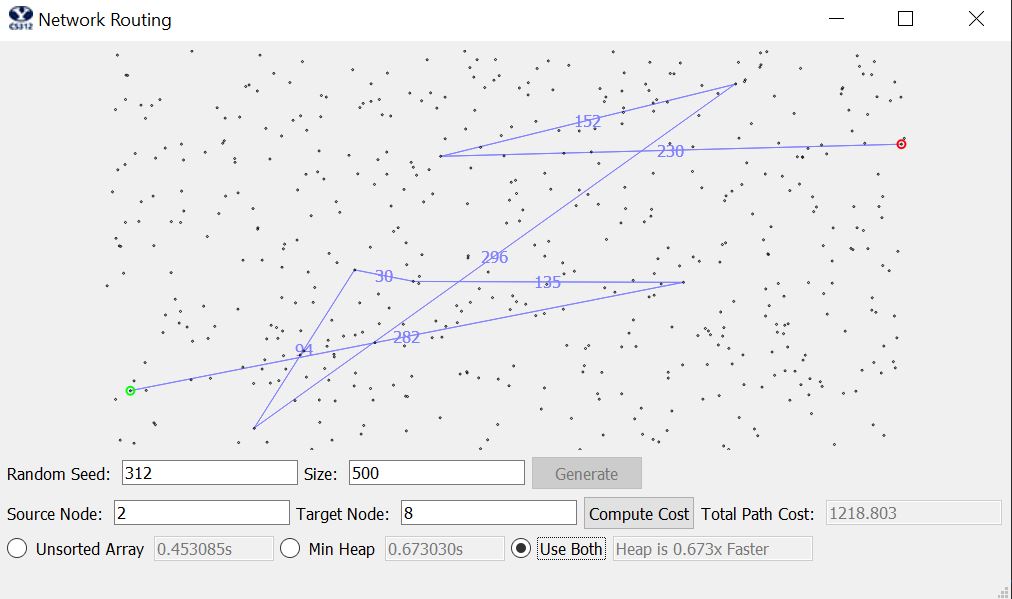 CS312 Network Routing
152
230
296
30
135
282
94
Random Seed: 312 Size: 500 Generate
Source Node: 2 Target Node: 8 Compute Cost Total Path Cost: 1218.803
Unsorted Array 0.453085s Min Heap 0.673030s Use Both Heap is 0.673x Faster